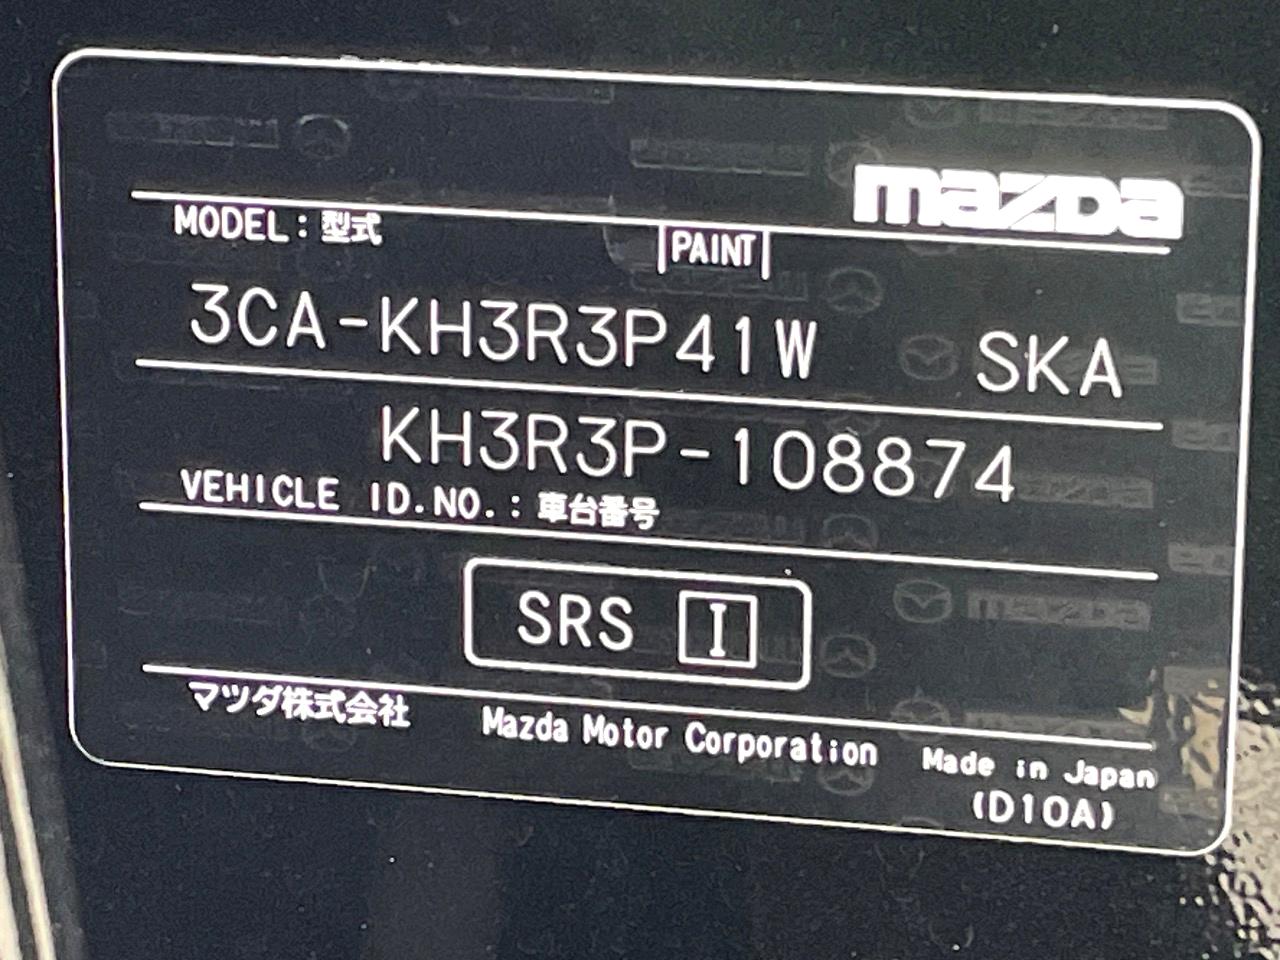 mazda
MODEL：型式 PAINT
3CA-KH3R3P41W SKA
KH3R3P-108874
VEHICLE ID.NO.：車台番号
SRS I
マツダ株式会社 Mazda Motor Corporation Made in Japan
(D10A)